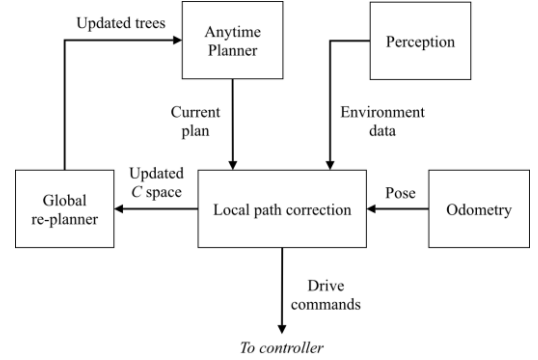 Updated trees
Anytime
Planner
Perception
Current
plan
Environment
data
Updated
C space
Global
re-planner
Local path correction
Pose
Odometry
Drive
commands
To controller